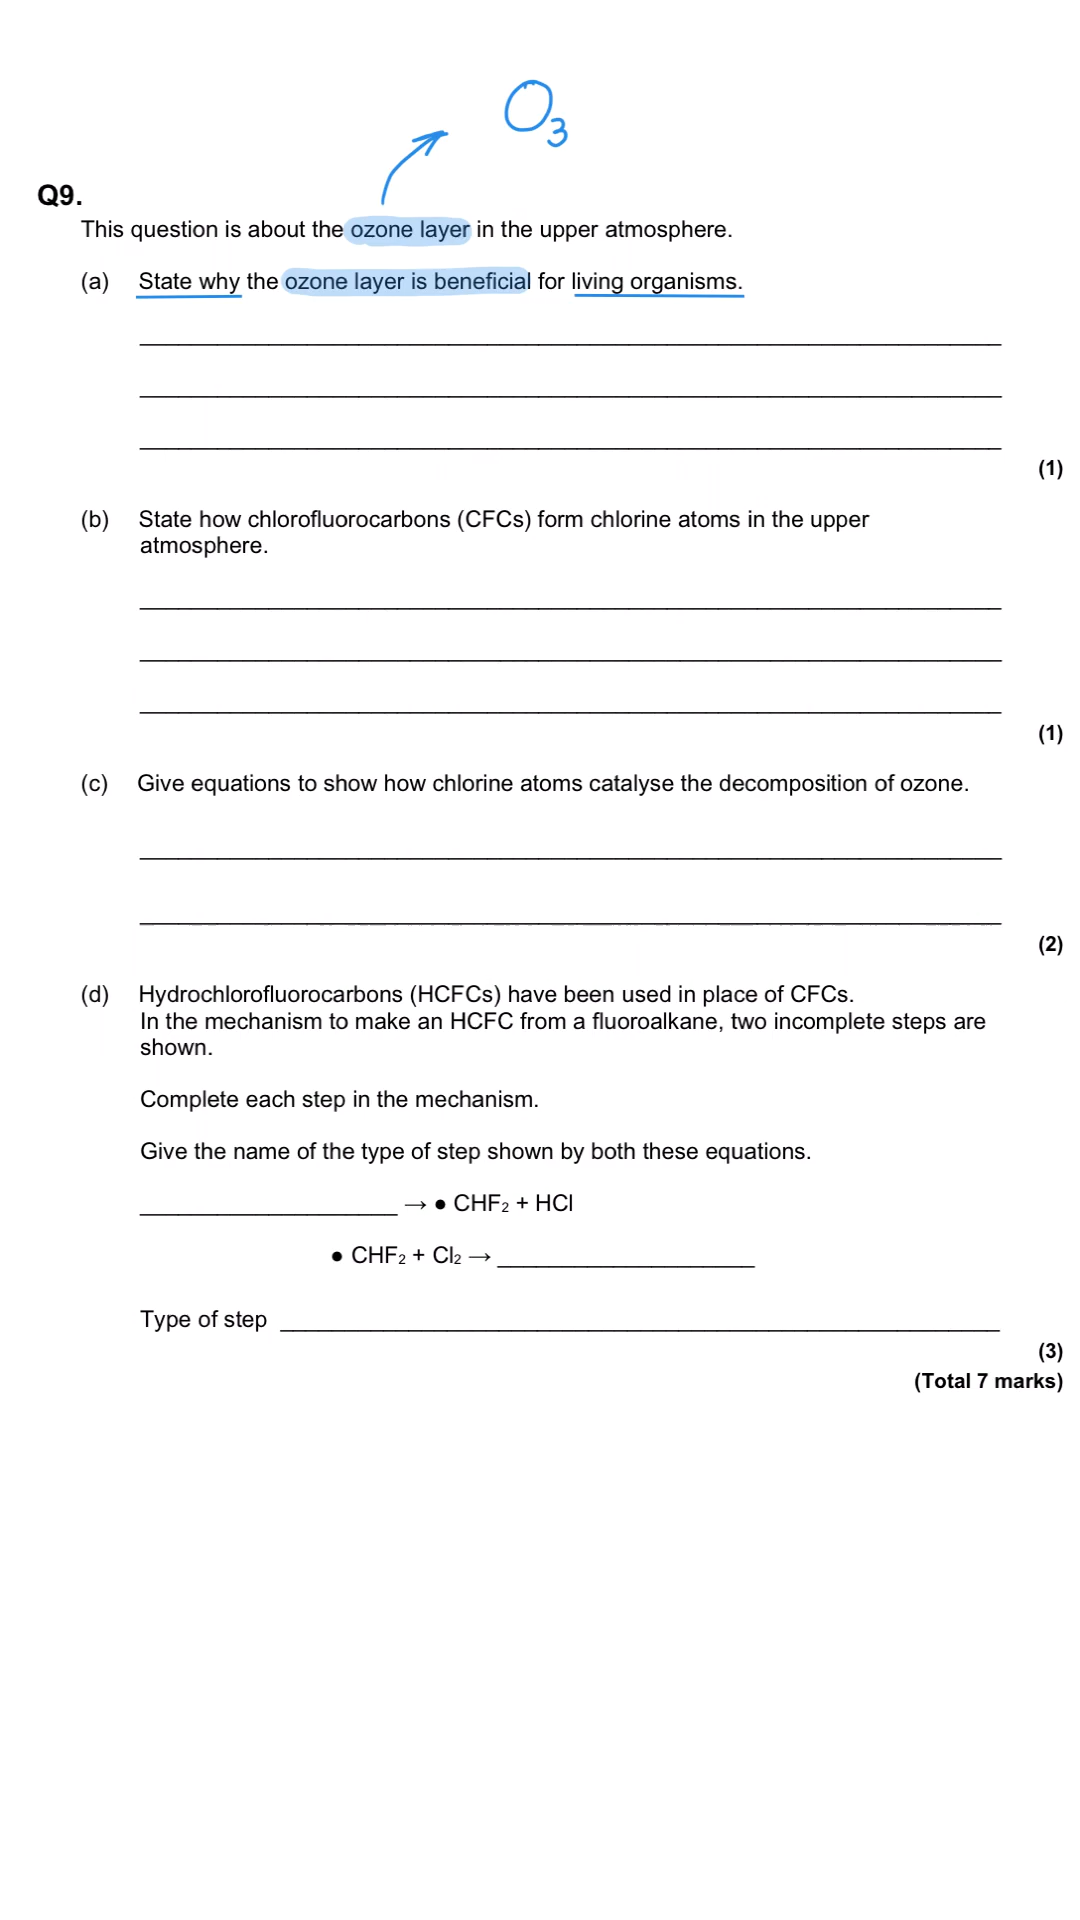 O3
Q9.
This question is about the ozone layer in the upper atmosphere.
(a) State why the ozone layer is beneficial for living organisms.
(1)
(b) State how chlorofluorocarbons (CFCs) form chlorine atoms in the upper
atmosphere.
(1)
(c) Give equations to show how chlorine atoms catalyse the decomposition of ozone.
(2)
(d) Hydrochlorofluorocarbons (HCFCs) have been used in place of CFCs.
In the mechanism to make an HCFC from a fluoroalkane, two incomplete steps are
shown.
Complete each step in the mechanism.
Give the name of the type of step shown by both these equations.
____________________ → ● CHF₂ + HCl
● CHF₂ + Cl₂ → ____________________
Type of step ____________________
(3)
(Total 7 marks)